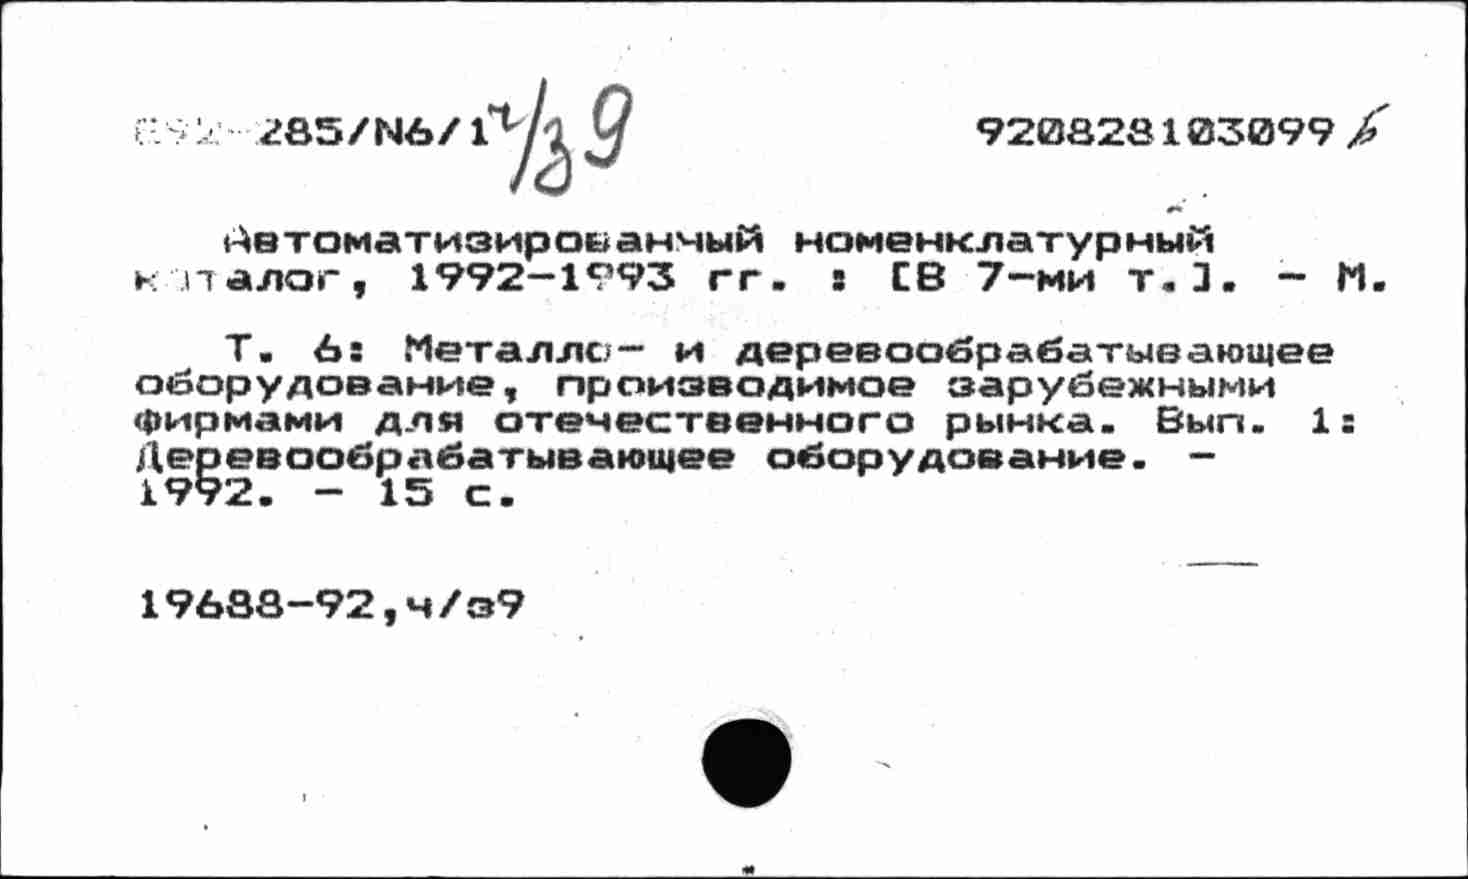 Е92-285/N6/1 ч/з9 920828103099 б
Автоматизированный номенклатурный
каталог, 1992-1993 гг. : [В 7-ми т.]. - М.
Т. 6: Металло- и деревообрабатывающее
оборудование, производимое зарубежными
фирмами для отечественного рынка. Вып. 1:
Деревообрабатывающее оборудование. -
1992. - 15 с.
19688-92,ч/з9